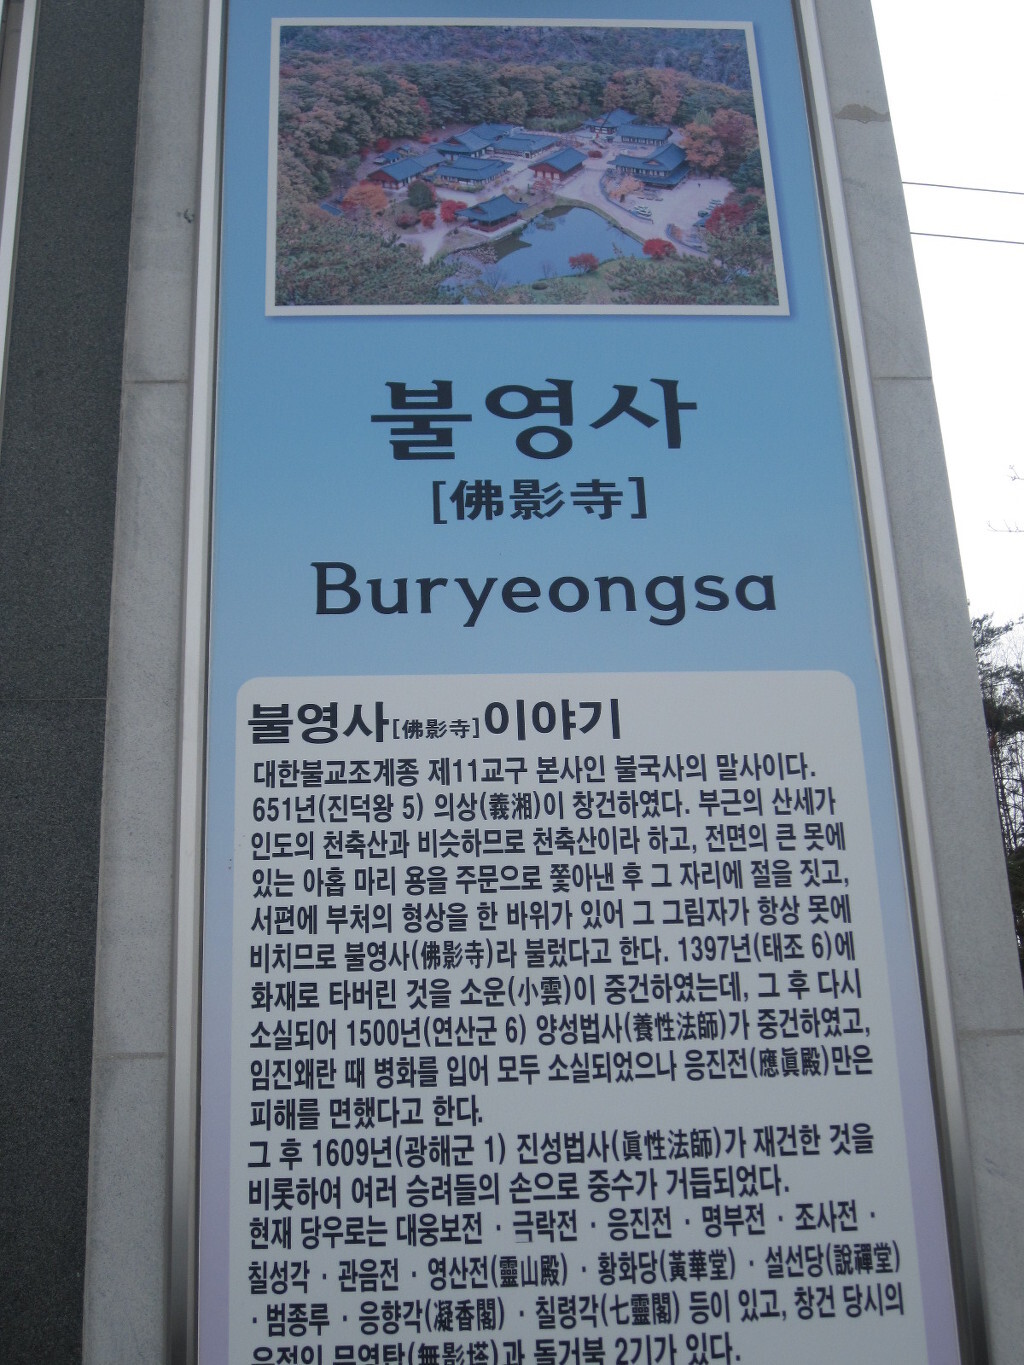 불영사
[佛影寺]
Buryeongsa
불영사[佛影寺]이야기
대한불교조계종 제11교구 본사인 불국사의 말사이다.
651년(진덕왕 5) 의상(義湘)이 창건하였다. 부근의 산세가
인도의 천축산과 비슷하므로 천축산이라 하고, 전면의 큰 못에
있는 아홉 마리 용을 주문으로 쫓아낸 후 그 자리에 절을 짓고,
서편에 부처의 형상을 한 바위가 있어 그 그림자가 항상 못에
비치므로 불영사(佛影寺)라 불렀다고 한다. 1397년(태조 6)에
화재로 타버린 것을 소운(小雲)이 중건하였는데, 그 후 다시
소실되어 1500년(연산군 6) 양성법사(養性法師)가 중건하였고,
임진왜란 때 병화를 입어 모두 소실되었으나 응진전(應眞殿)만은
피해를 면했다고 한다.
그 후 1609년(광해군 1) 진성법사(眞性法師)가 재건한 것을
비롯하여 여러 승려들의 손으로 중수가 거듭되었다.
현재 당우로는 대웅보전 · 극락전 · 응진전 · 명부전 · 조사전 ·
칠성각 · 관음전 · 영산전(靈山殿) · 황화당(黃華堂) · 설선당(說禪堂)
· 범종루 · 응향각(凝香閣) · 칠령각(七靈閣) 등이 있고, 창건 당시의
유적인 무영탑(無影塔)과 돌거북 2기가 있다.